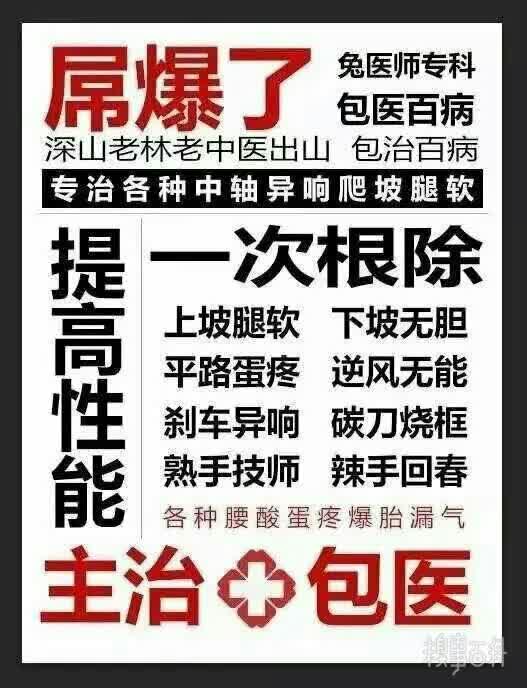 屌爆了
兔医师专科
包医百病
深山老林老中医出山 包治百病
专治各种中轴异响爬坡腿软
提高性能
一次根除
上坡腿软 下坡无胆
平路蛋疼 逆风无能
刹车异响 碳刀烧框
熟手技师 辣手回春
各种腰酸蛋疼爆胎漏气
主治 包医
糗事百科